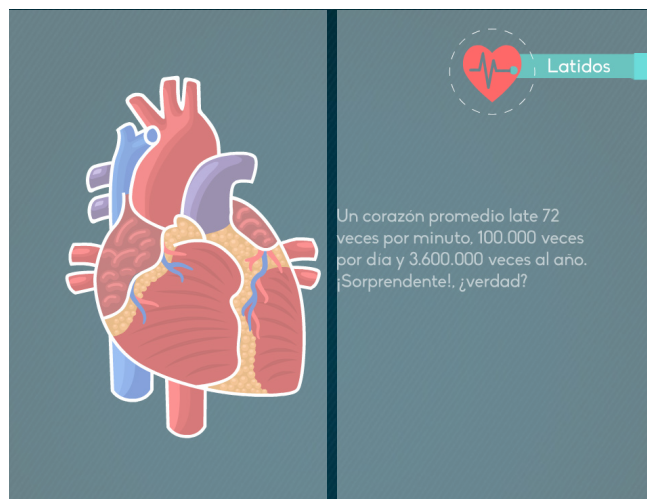 Latidos
Un corazón promedio late 72
veces por minuto, 100.000 veces
por día y 3.600.000 veces al año.
¡Sorprendente!, ¿verdad?